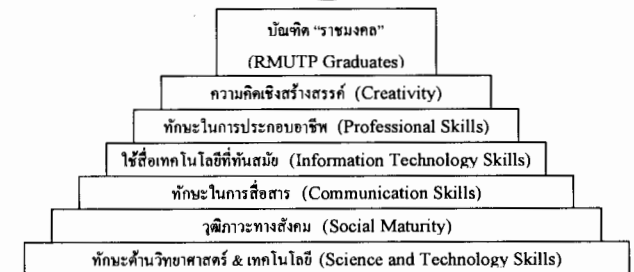 บัณฑิต “ราชมงคล”
(RMUTP Graduates)
ความคิดเชิงสร้างสรรค์ (Creativity)
ทักษะในการประกอบอาชีพ (Professional Skills)
ใช้สื่อเทคโนโลยีที่ทันสมัย (Information Technology Skills)
ทักษะในการสื่อสาร (Communication Skills)
วุฒิภาวะทางสังคม (Social Maturity)
ทักษะด้านวิทยาศาสตร์ & เทคโนโลยี (Science and Technology Skills)